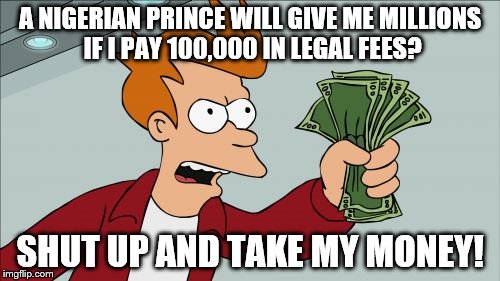 A NIGERIAN PRINCE WILL GIVE ME MILLIONS
IF I PAY 100,000 IN LEGAL FEES?
SHUT UP AND TAKE MY MONEY!
imgflip.com